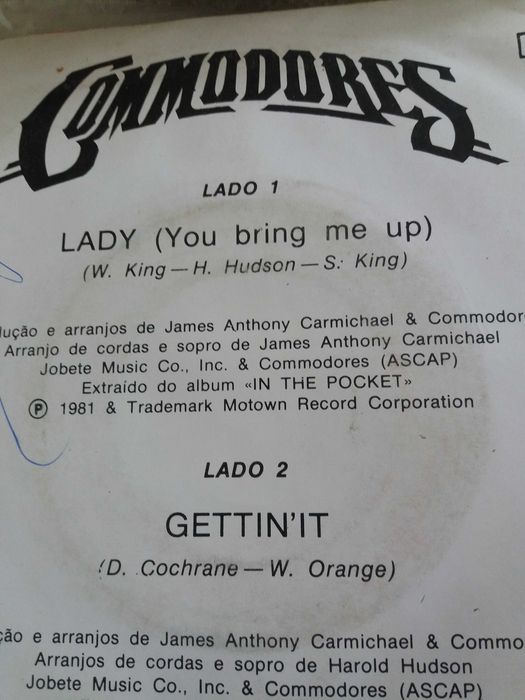 COMMODORES
LADO 1
LADY (You bring me up)
(W. King — H. Hudson — S. King)
ução e arranjos de James Anthony Carmichael & Commodor
Arranjo de cordas e sopro de James Anthony Carmichael
Jobete Music Co., Inc. & Commodores (ASCAP)
Extraído do album «IN THE POCKET»
Ⓟ 1981 & Trademark Motown Record Corporation
LADO 2
GETTIN'IT
(D. Cochrane — W. Orange)
ção e arranjos de James Anthony Carmichael & Commo
Arranjos de cordas e sopro de Harold Hudson
Jobete Music Co., Inc. & Commodores (ASCAP)